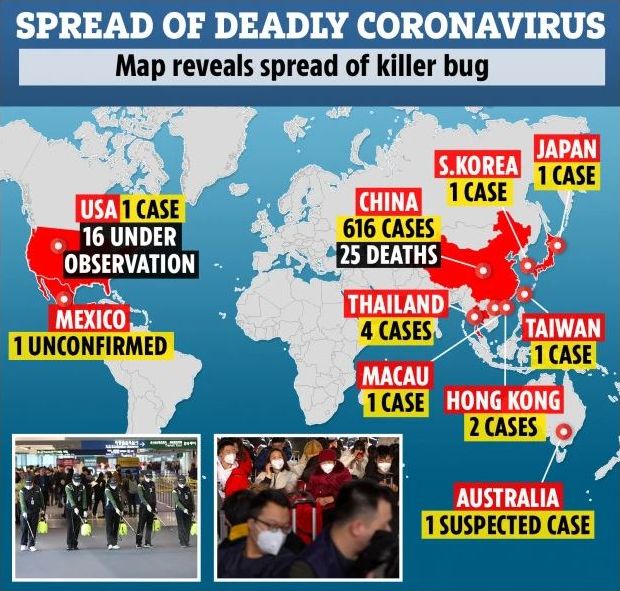 SPREAD OF DEADLY CORONAVIRUS
Map reveals spread of killer bug
USA 1 CASE
16 UNDER
OBSERVATION
MEXICO
1 UNCONFIRMED
CHINA
616 CASES
25 DEATHS
S.KOREA
1 CASE
JAPAN
1 CASE
THAILAND
4 CASES
MACAU
1 CASE
HONG KONG
2 CASES
TAIWAN
1 CASE
AUSTRALIA
1 SUSPECTED CASE